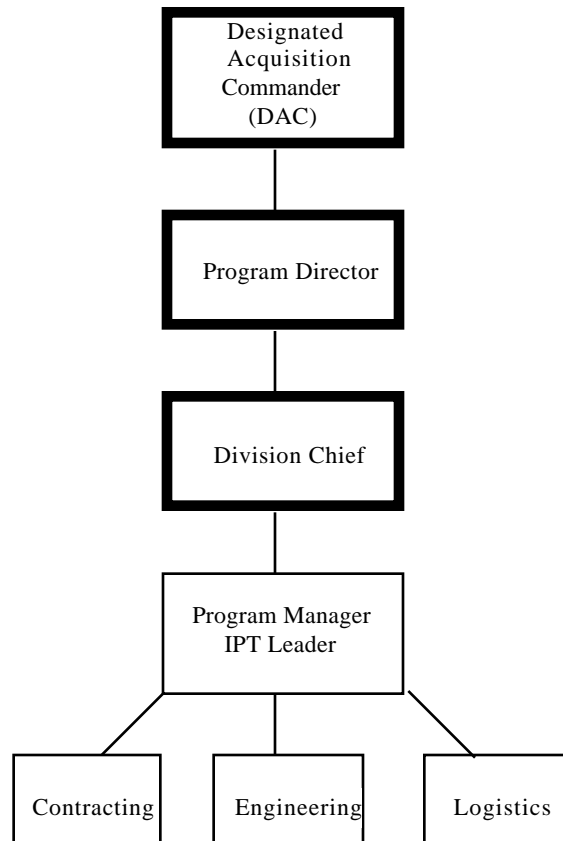 Designated
Acquisition
Commander
(DAC)
Program Director
Division Chief
Program Manager
IPT Leader
Contracting
Engineering
Logistics